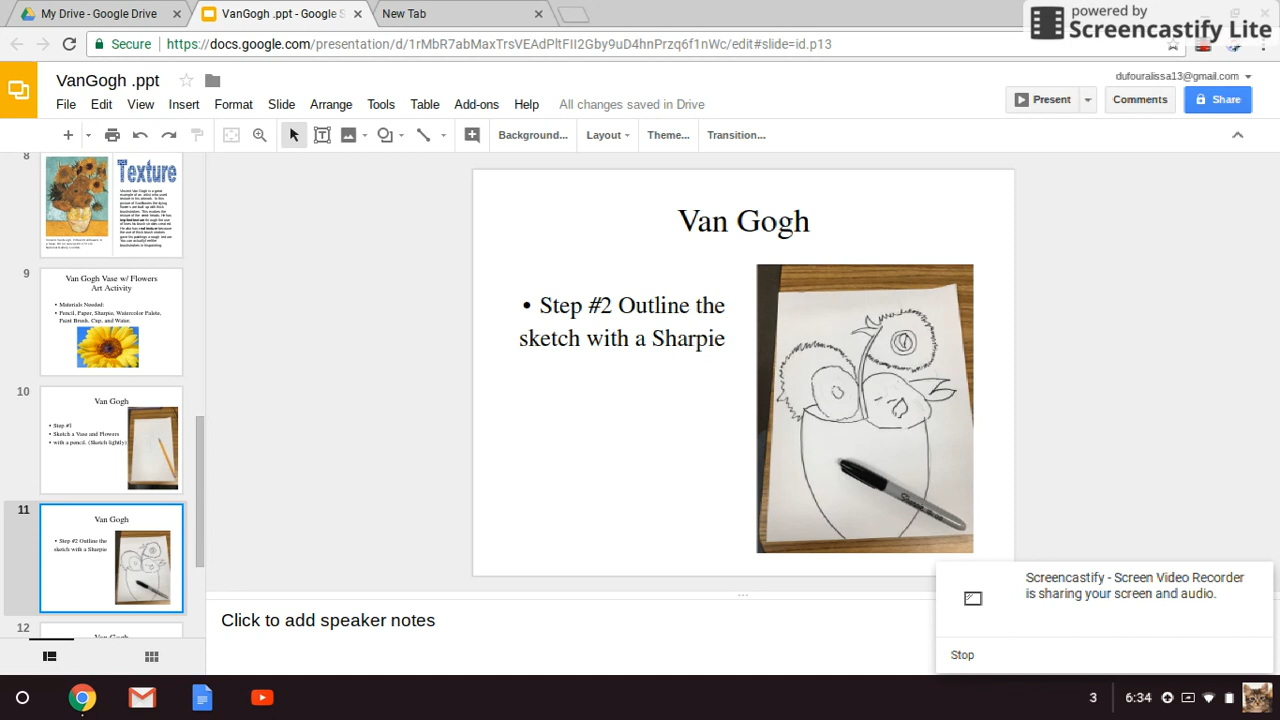 My Drive - Google Drive
VanGogh .ppt - Google S
New Tab
powered by
Screencastify Lite
Secure
https://docs.google.com/presentation/d/1rMbR7abMaxTrsVEAdPltFII2Gby9uD4hnPrzq6f1nWc/edit#slide=id.p13
VanGogh .ppt
dufouralissa13@gmail.com
File Edit View Insert Format Slide Arrange Tools Table Add-ons Help All changes saved in Drive
Present
Comments
Share
Background...
Layout
Theme...
Transition...
8
Texture
9
Van Gogh Vase w/ Flowers
Art Activity
• Materials Needed:
• Pencil, Paper, Sharpie, Watercolor Palete,
Paint Brush, Cup, and Water.
10
Van Gogh
• Step #1
• Sketch a Vase and Flowers
• with a pencil. (Sketch lightly)
11
Van Gogh
• Step #2 Outline the
sketch with a Sharpie
12
Van Gogh
Van Gogh
• Step #2 Outline the
sketch with a Sharpie
Sharpie
Click to add speaker notes
Screencastify - Screen Video Recorder
is sharing your screen and audio.
Stop
3
6:34